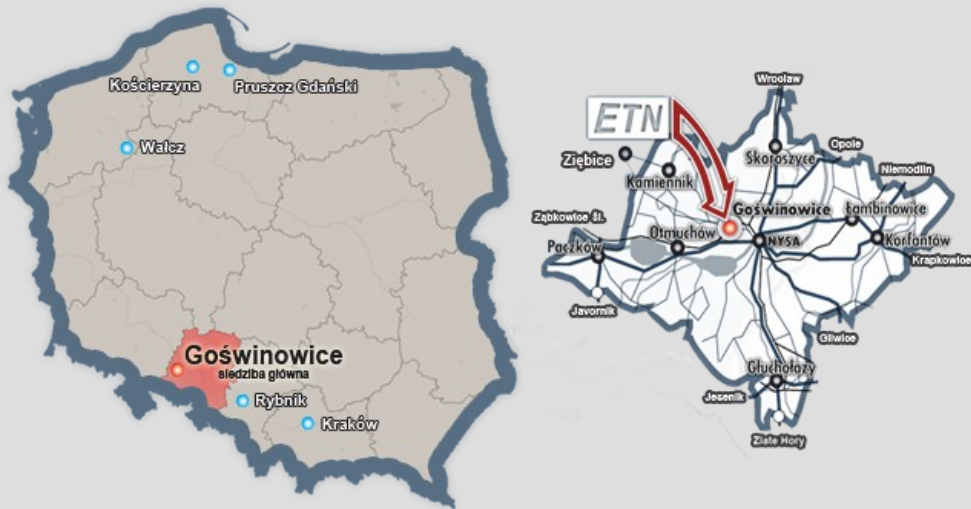 Kościerzyna
Pruszcz Gdański
Wałcz
Goświnowice
siedziba główna
Rybnik
Kraków
ETN
Wrocław
Skoroszyce
Opole
Niemodlin
Ziębice
Kamiennik
Goświnowice
Łambinowice
Ząbkowice Śl.
Otmuchów
NYSA
Korfantów
Paczków
Krapkowice
Javornik
Gliwice
Głuchołazy
Jesenik
Zlate Hory